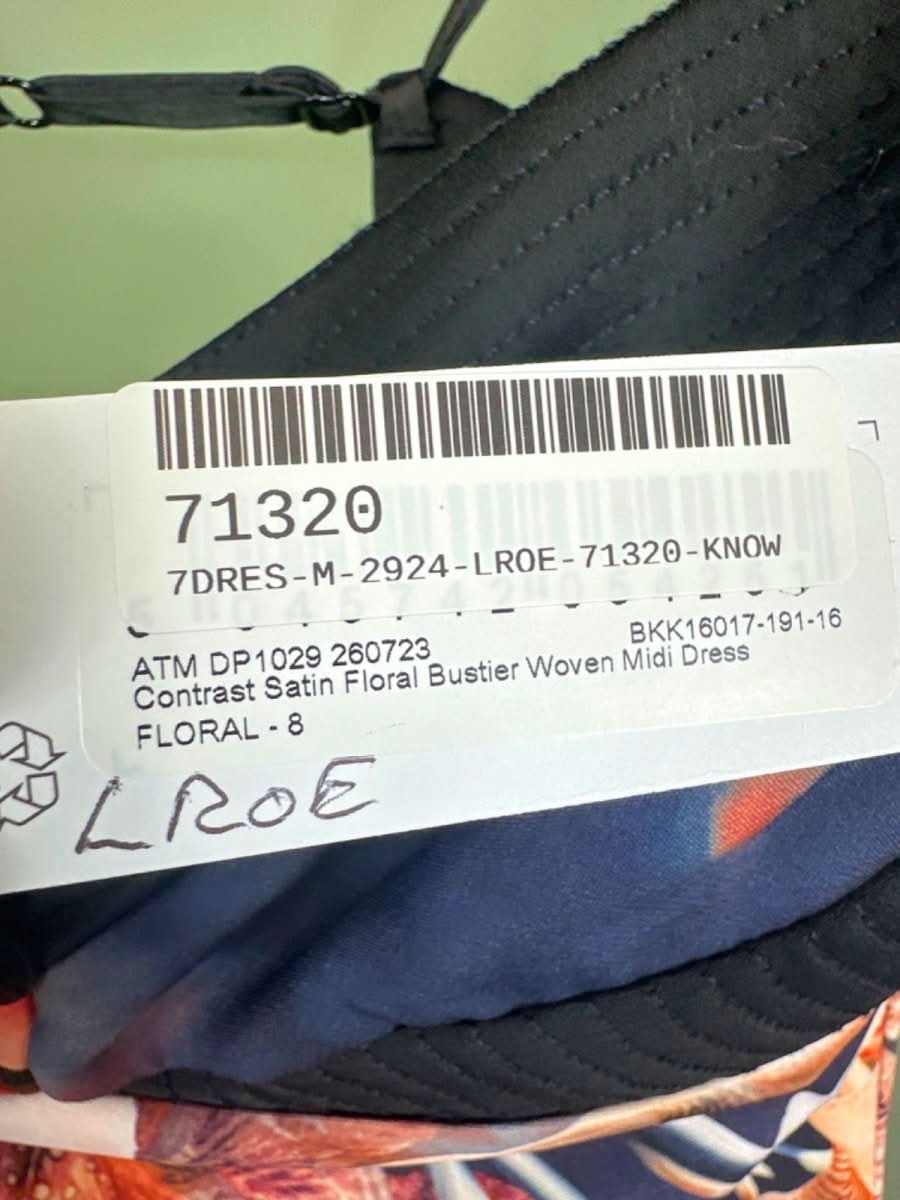 71320
7DRES-M-2924-LROE-71320-KNOW
BKK16017-191-16
ATM DP1029 260723
Contrast Satin Floral Bustier Woven Midi Dress
FLORAL - 8
LROE